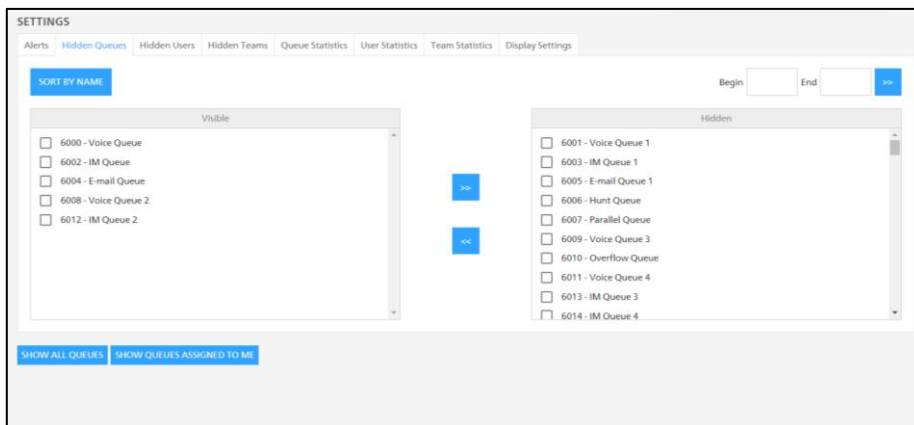 SETTINGS
Alerts Hidden Queues Hidden Users Hidden Teams Queue Statistics User Statistics Team Statistics Display Settings
SORT BY NAME
Begin End >>
Visible
6000 - Voice Queue
6002 - IM Queue
6004 - E-mail Queue
6008 - Voice Queue 2
6012 - IM Queue 2
>>
<<
Hidden
6001 - Voice Queue 1
6003 - IM Queue 1
6005 - E-mail Queue 1
6006 - Hunt Queue
6007 - Parallel Queue
6009 - Voice Queue 3
6010 - Overflow Queue
6011 - Voice Queue 4
6013 - IM Queue 3
6014 - IM Queue 4
SHOW ALL QUEUES SHOW QUEUES ASSIGNED TO ME